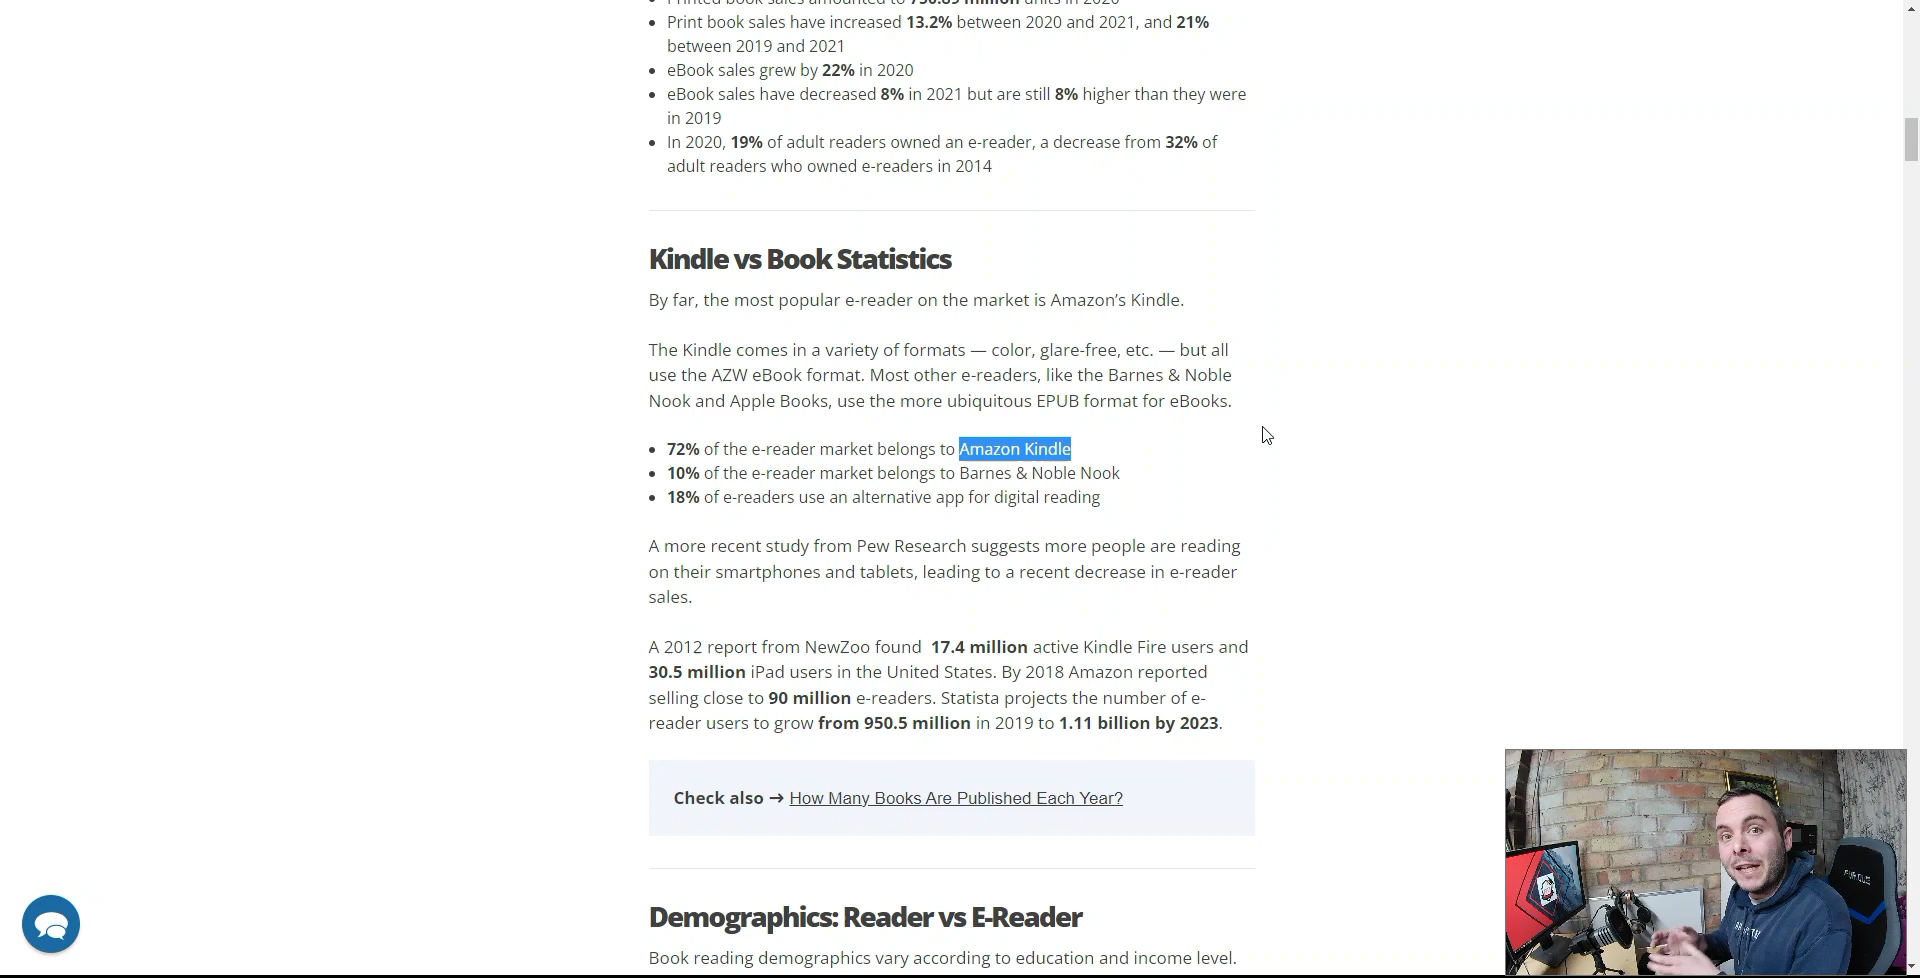 Printed book sales amounted to 750.89 million units in 2020
Print book sales have increased 13.2% between 2020 and 2021, and 21%
between 2019 and 2021
eBook sales grew by 22% in 2020
eBook sales have decreased 8% in 2021 but are still 8% higher than they were
in 2019
In 2020, 19% of adult readers owned an e-reader, a decrease from 32% of
adult readers who owned e-readers in 2014
Kindle vs Book Statistics
By far, the most popular e-reader on the market is Amazon’s Kindle.
The Kindle comes in a variety of formats — color, glare-free, etc. — but all
use the AZW eBook format. Most other e-readers, like the Barnes & Noble
Nook and Apple Books, use the more ubiquitous EPUB format for eBooks.
72% of the e-reader market belongs to Amazon Kindle
10% of the e-reader market belongs to Barnes & Noble Nook
18% of e-readers use an alternative app for digital reading
A more recent study from Pew Research suggests more people are reading
on their smartphones and tablets, leading to a recent decrease in e-reader
sales.
A 2012 report from NewZoo found 17.4 million active Kindle Fire users and
30.5 million iPad users in the United States. By 2018 Amazon reported
selling close to 90 million e-readers. Statista projects the number of e-
reader users to grow from 950.5 million in 2019 to 1.11 billion by 2023.
Check also → How Many Books Are Published Each Year?
Demographics: Reader vs E-Reader
Book reading demographics vary according to education and income level.